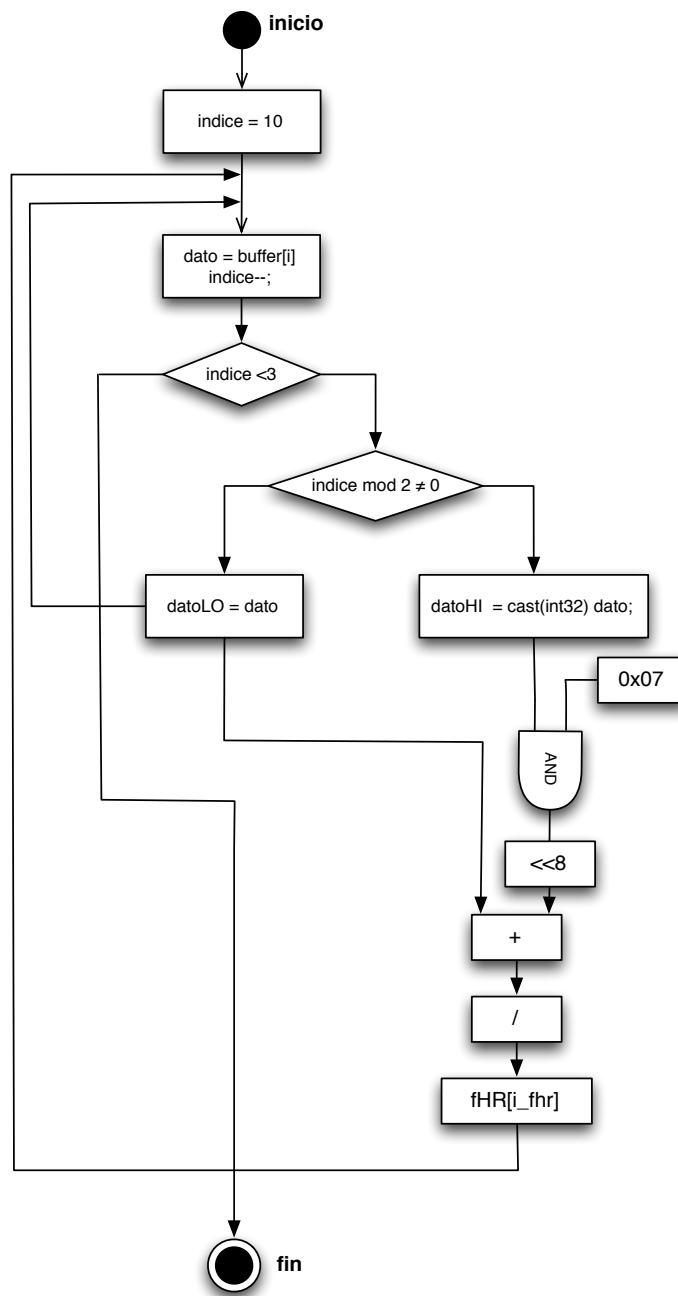 inicio
indice = 10
dato = buffer[i]
indice--;
indice <3
indice mod 2 ≠ 0
datoLO = dato
datoHI  = cast(int32) dato;
0x07
AND
<<8
+
/
fHR[i_fhr]
fin